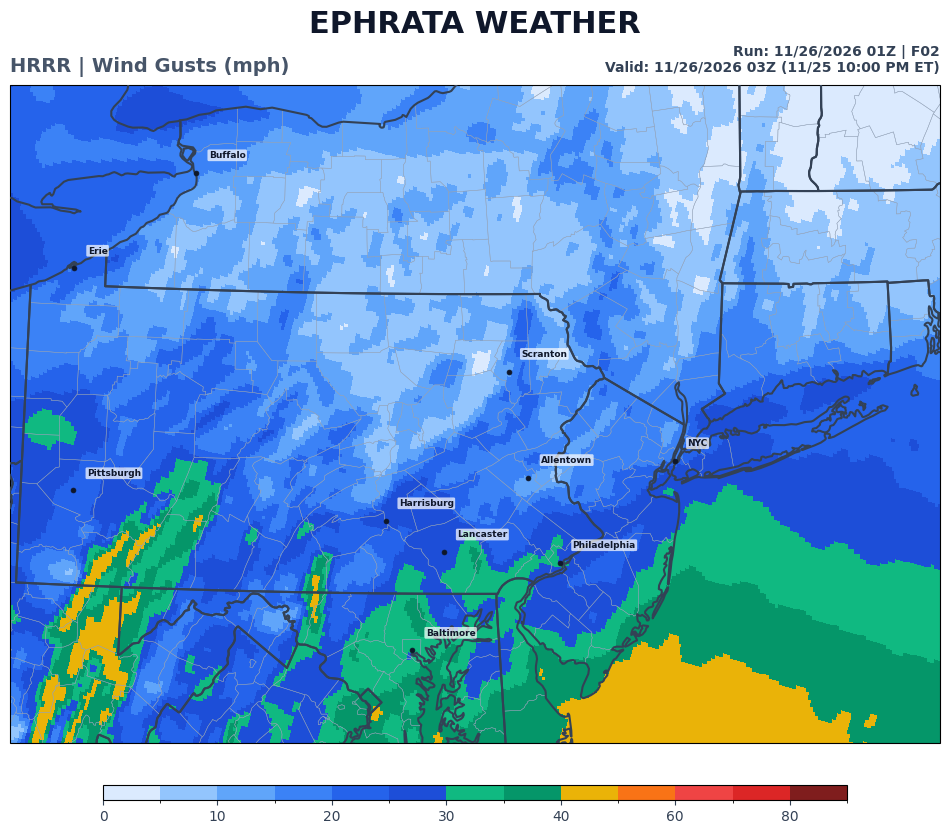 EPHRATA WEATHER
Run: 11/26/2026 01Z | F02
HRRR | Wind Gusts (mph)
Valid: 11/26/2026 03Z (11/25 10:00 PM ET)
Buffalo
Erie
Scranton
NYC
Allentown
Pittsburgh
Harrisburg
Lancaster
Philadelphia
Baltimore
0 10 20 30 40 60 80